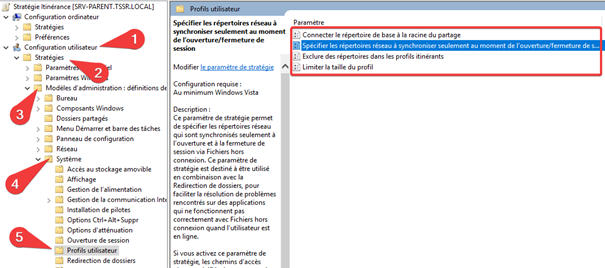 Stratégie Itinérance [SRV-PARENT.TSSR.LOCAL]
Configuration ordinateur
Stratégies
Préférences
Configuration utilisateur
1
Stratégies
2
Paramètres
Paramètres
3
Modèles d'administration : définitions de
Bureau
Composants Windows
Dossiers partagés
Menu Démarrer et barre des tâches
Panneau de configuration
Réseau
4
Système
Accès au stockage amovible
Affichage
Gestion de l'alimentation
Gestion de la communication Inte
Installation de pilotes
Options Ctrl+Alt+Suppr
Options d'atténuation
Ouverture de session
5
Profils utilisateur
Redirection de dossiers
Profils utilisateur
Spécifier les répertoires réseau à
synchroniser seulement au moment
de l'ouverture/fermeture de
session
Modifier le paramètre de stratégie
Configuration requise :
Au minimum Windows Vista
Description :
Ce paramètre de stratégie permet
de spécifier les répertoires réseau
qui sont synchronisés seulement à
l'ouverture et à la fermeture de
session via Fichiers hors
connexion. Ce paramètre de
stratégie est destiné à être utilisé
en combinaison avec la
Redirection de dossiers, pour
faciliter la résolution de problèmes
rencontrés sur des applications
qui ne fonctionnent pas
correctement avec Fichiers hors
connexion quand l'utilisateur est
en ligne.
Si vous activez ce paramètre de
stratégie, les chemins d'accès
Paramètre
Connecter le répertoire de base à la racine du partage
Spécifier les répertoires réseau à synchroniser seulement au moment de l'ouverture/fermeture de s...
Exclure des répertoires dans les profils itinérants
Limiter la taille du profil